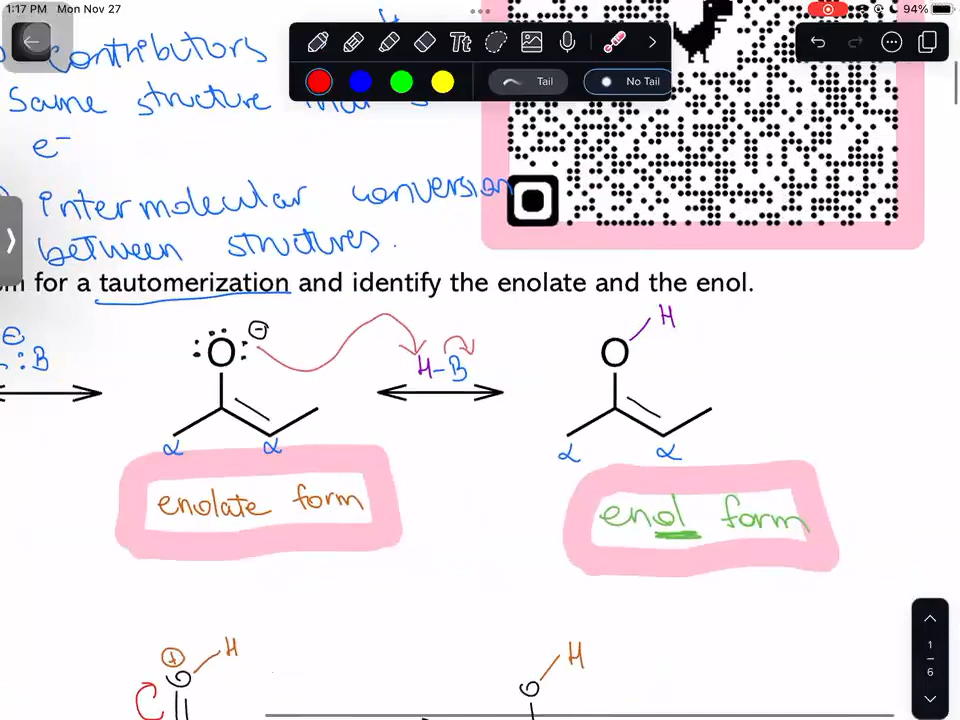 1:17 PM Mon Nov 27
94%
Tt
Tail
No Tail
contributors
Same structure
e⁻
intermolecular conversion
between structures.
for a tautomerization and identify the enolate and the enol.
⊖
:B
:O: ⊖
H-B
O H
α α
α α
enolate form
enol form
⊕ H
O
H
O
1
6